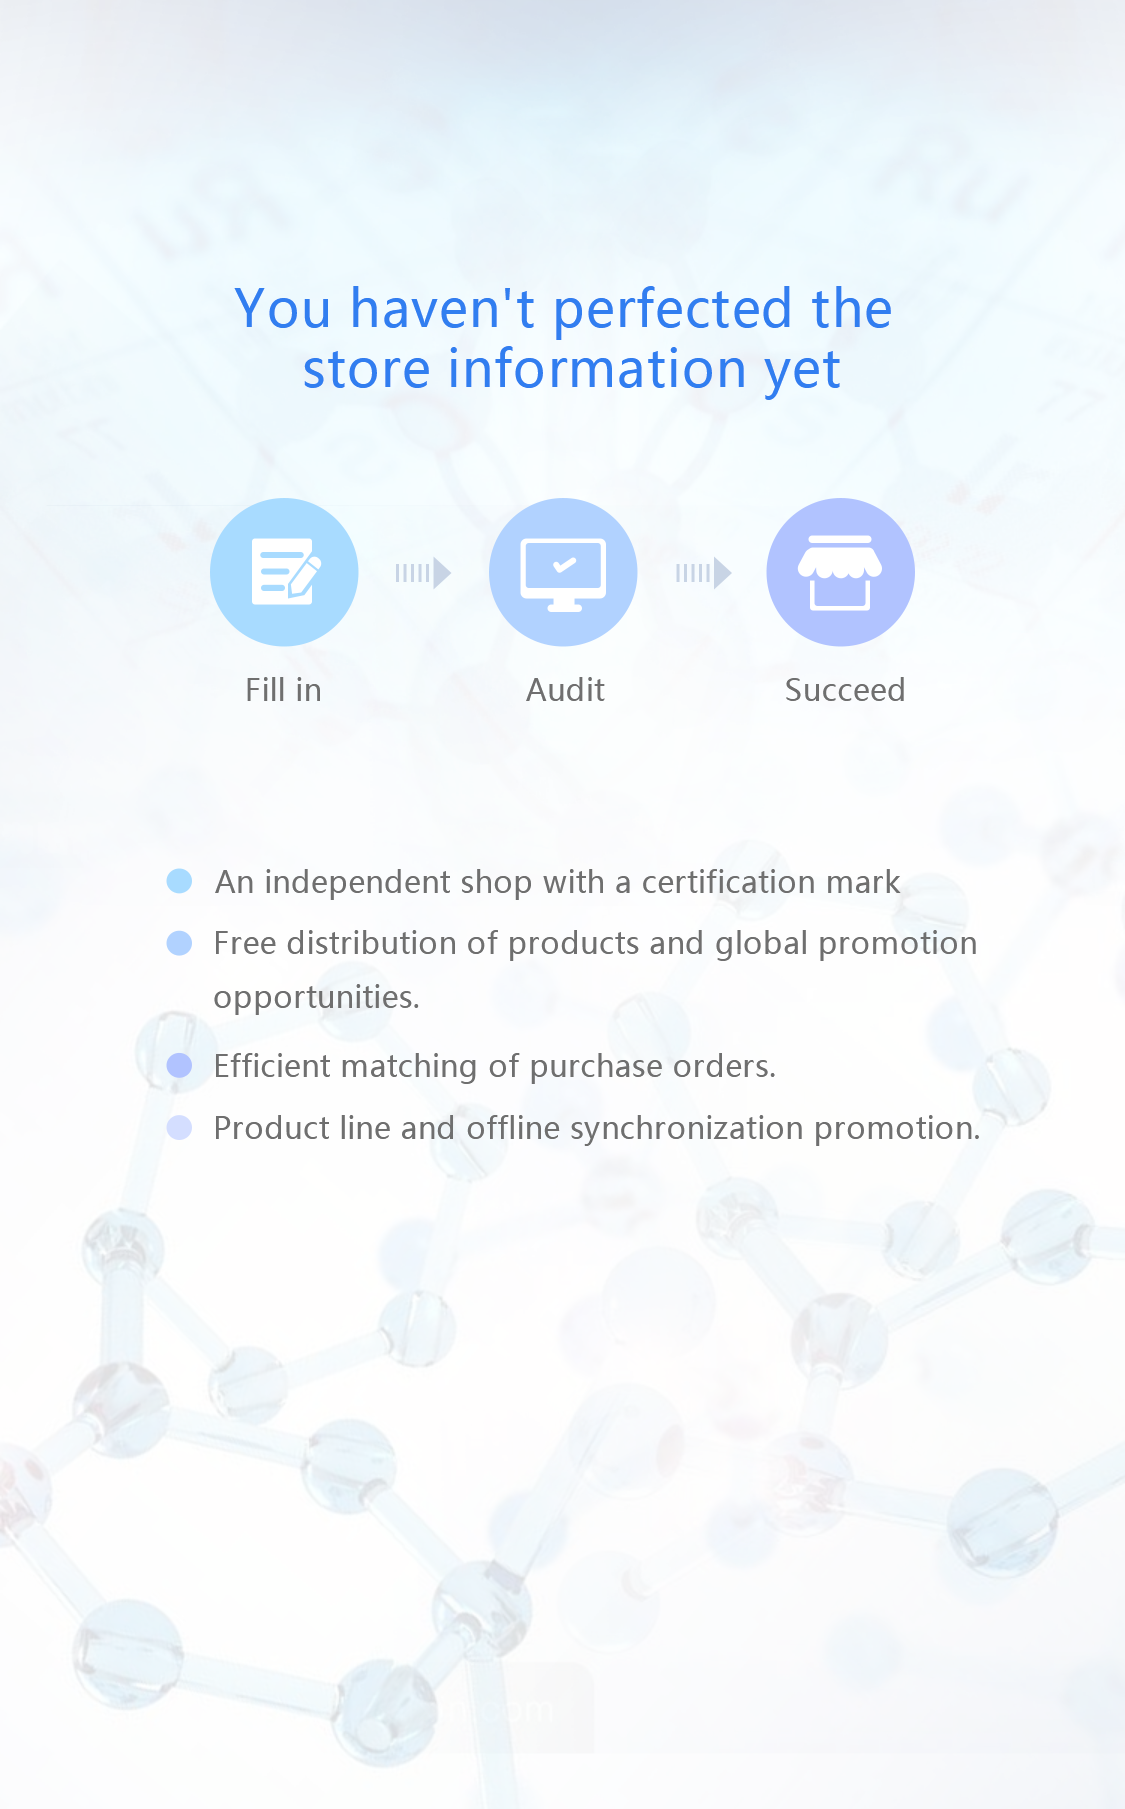 You haven't perfected the
store information yet
Fill in
Audit
Succeed
An independent shop with a certification mark
Free distribution of products and global promotion
opportunities.
Efficient matching of purchase orders.
Product line and offline synchronization promotion.
Ru